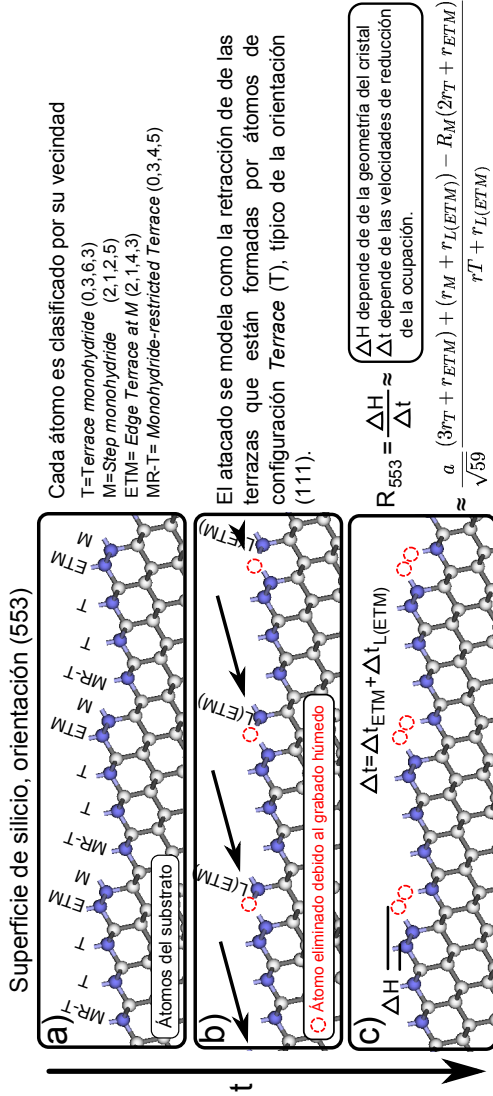 Superficie de silicio, orientación (553)
t
a)
MR-T T T ETM M MR-T T T ETM M MR-T T T ETM M
Átomos del substrato
Cada átomo es clasificado por su vecindad
T=Terrace monohydride (0,3,6,3)
M=Step monohydride (2,1,2,5)
ETM= Edge Terrace at M (2,1,4,3)
MR-T= Monohydride-restricted Terrace (0,3,4,5)
b)
L(ETM) L(ETM) L(ETM)
Átomo eliminado debido al grabado húmedo
El atacado se modela como la retracción de de las
terrazas que están formadas por átomos de
configuración Terrace (T), típico de la orientación
(111).
c)
ΔH
Δt=Δt_ETM+Δt_L(ETM)
R_553 = ΔH/Δt ≈
ΔH depende de de la geometría del cristal
Δt depende de las velocidades de reducción
de la ocupación.
≈ a/√59 (3r_T + r_ETM) + (r_M + r_L(ETM)) − R_M(2r_T + r_ETM) / rT + r_L(ETM)